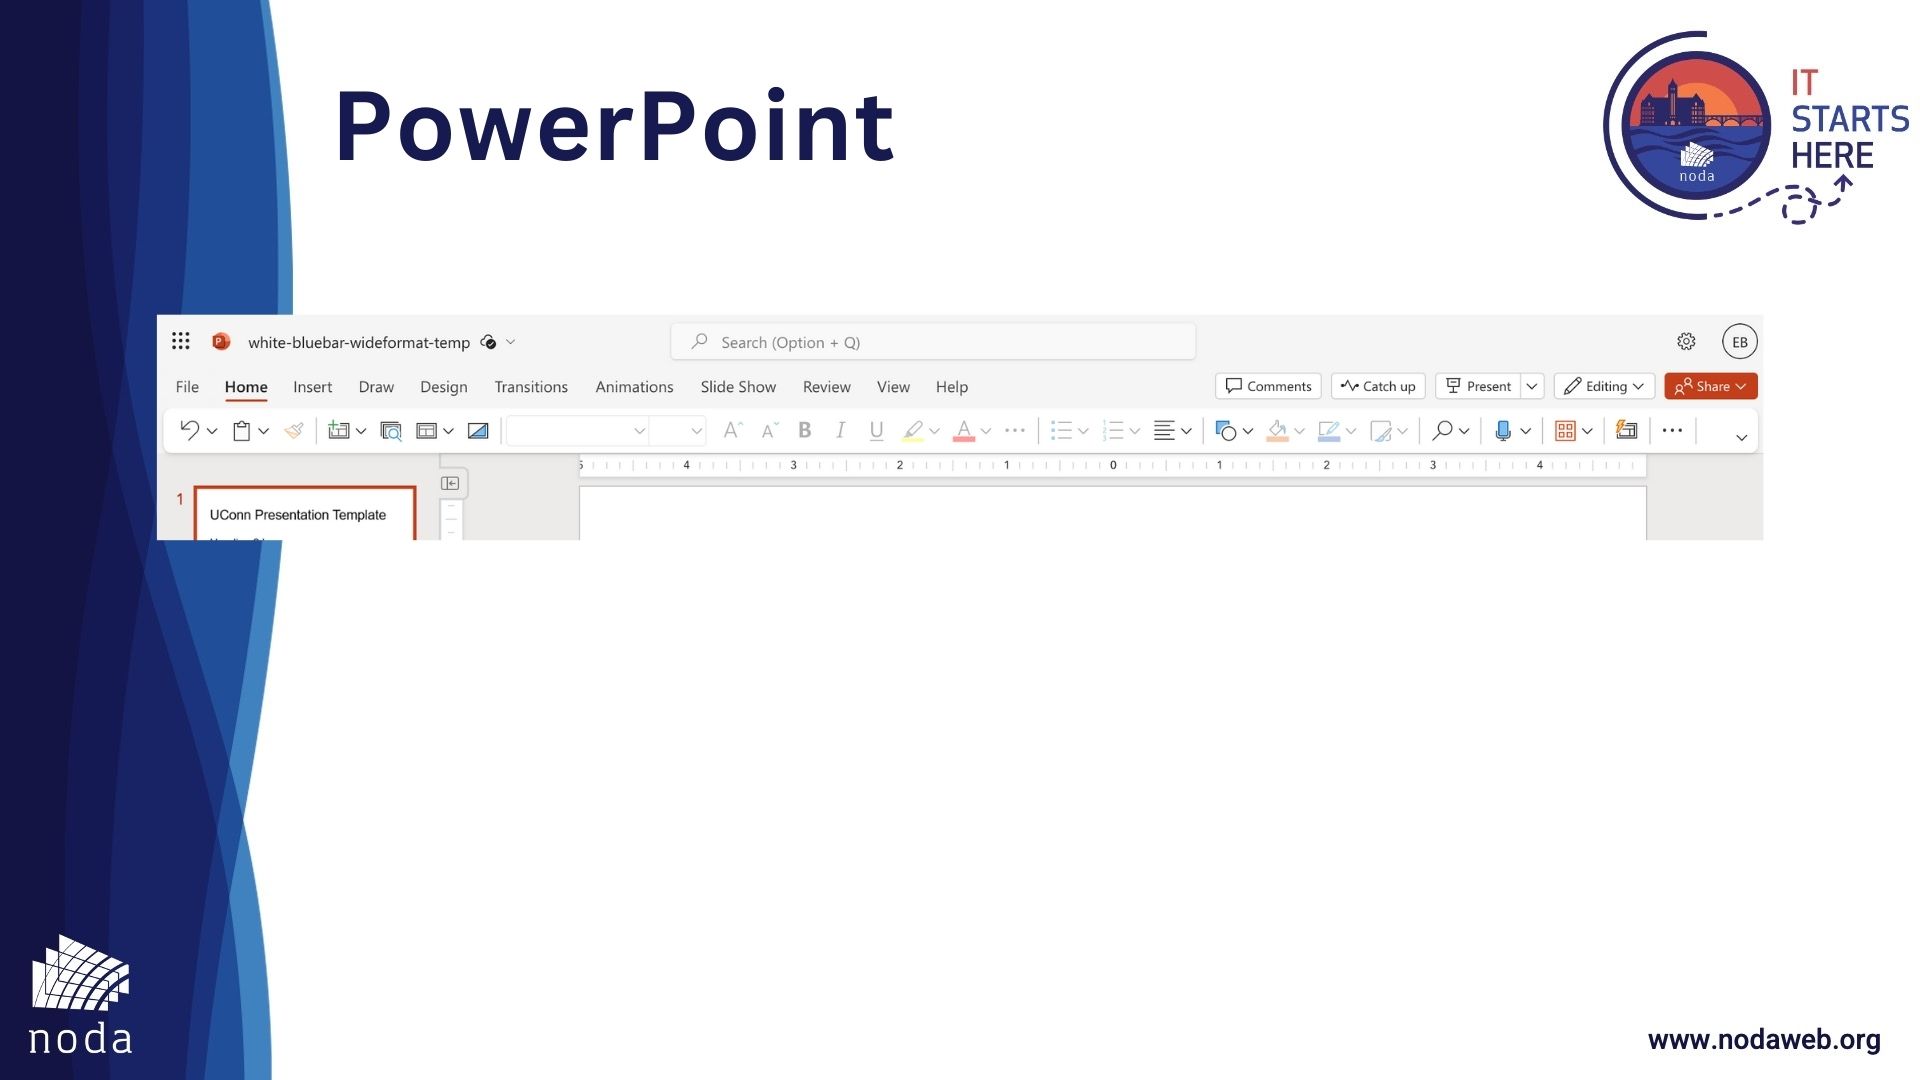 PowerPoint
IT
STARTS
HERE
noda
white-bluebar-wideformat-temp
Search (Option + Q)
EB
File Home Insert Draw Design Transitions Animations Slide Show Review View Help
Comments Catch up Present Editing Share
A A B I U A
5 4 3 2 1 0 1 2 3 4
1
UConn Presentation Template
noda
www.nodaweb.org